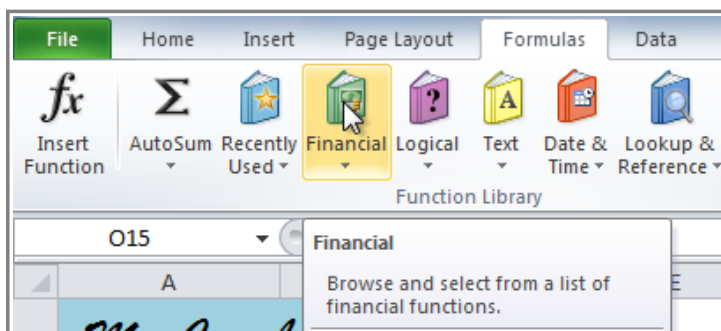 File Home Insert Page Layout Formulas Data
fx Σ ? A
Insert Function AutoSum Recently Used Financial Logical Text Date & Time Lookup & Reference
Function Library
O15
Financial
A E
Browse and select from a list of
financial functions.